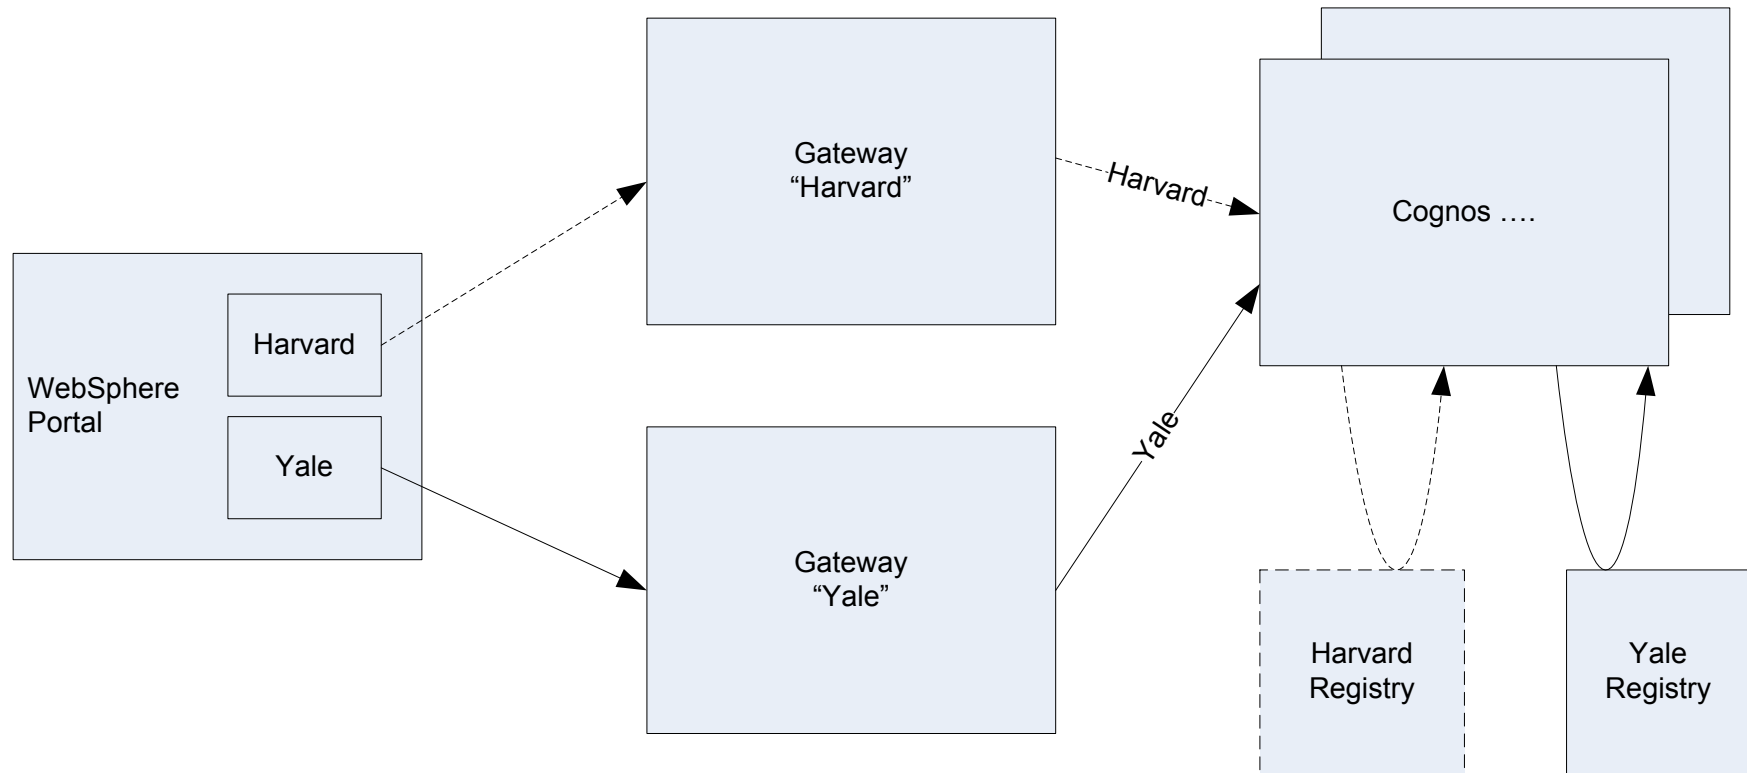 WebSphere
Portal
Harvard
Yale
Gateway
“Harvard”
Gateway
“Yale”
Harvard
Yale
Cognos ….
Harvard
Registry
Yale
Registry